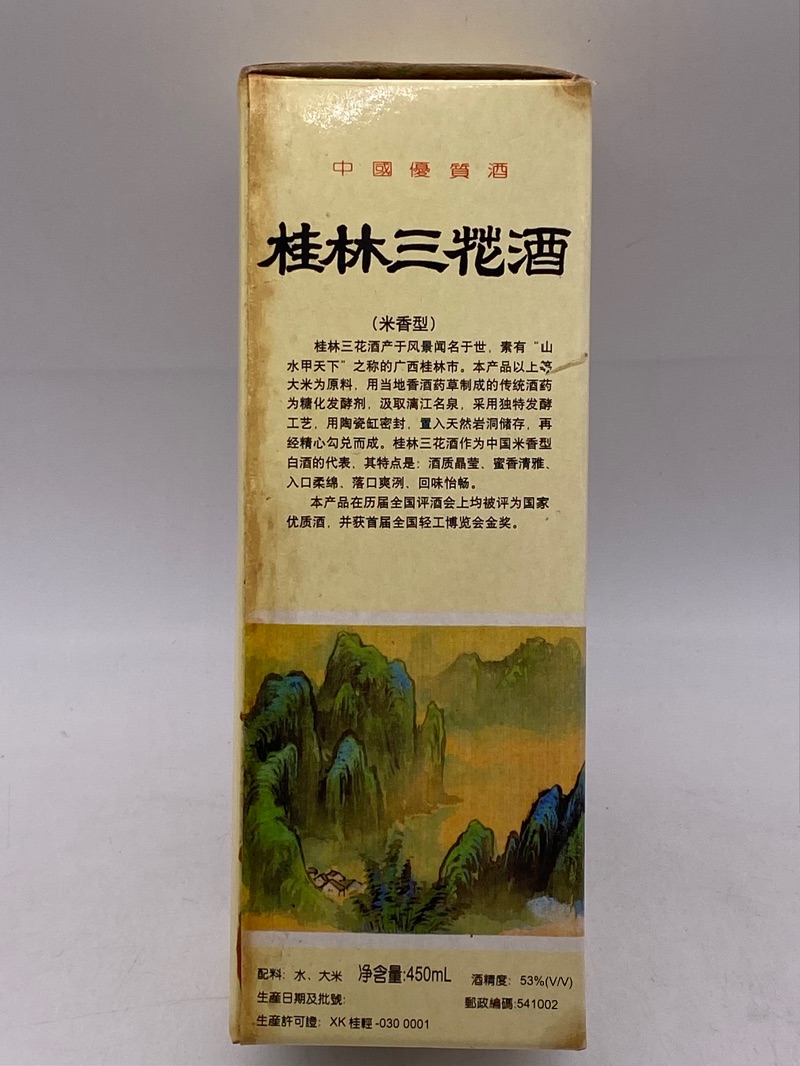 中國優質酒
桂林三花酒
（米香型）
桂林三花酒产于风景闻名于世，素有“山
水甲天下”之称的广西桂林市。本产品以上等
大米为原料，用当地香酒药草制成的传统酒药
为糖化发酵剂，汲取漓江名泉，采用独特发酵
工艺，用陶瓷缸密封，置入天然岩洞储存，再
经精心勾兑而成。桂林三花酒作为中国米香型
白酒的代表，其特点是：酒质晶莹、蜜香清雅、
入口柔绵、落口爽洌、回味怡畅。
本产品在历届全国评酒会上均被评为国家
优质酒，并获首届全国轻工博览会金奖。
配料：水、大米 净含量:450mL 酒精度：53%(V/V)
生産日期及批號: 郵政編碼:541002
生産許可證：XK 桂輕-030 0001